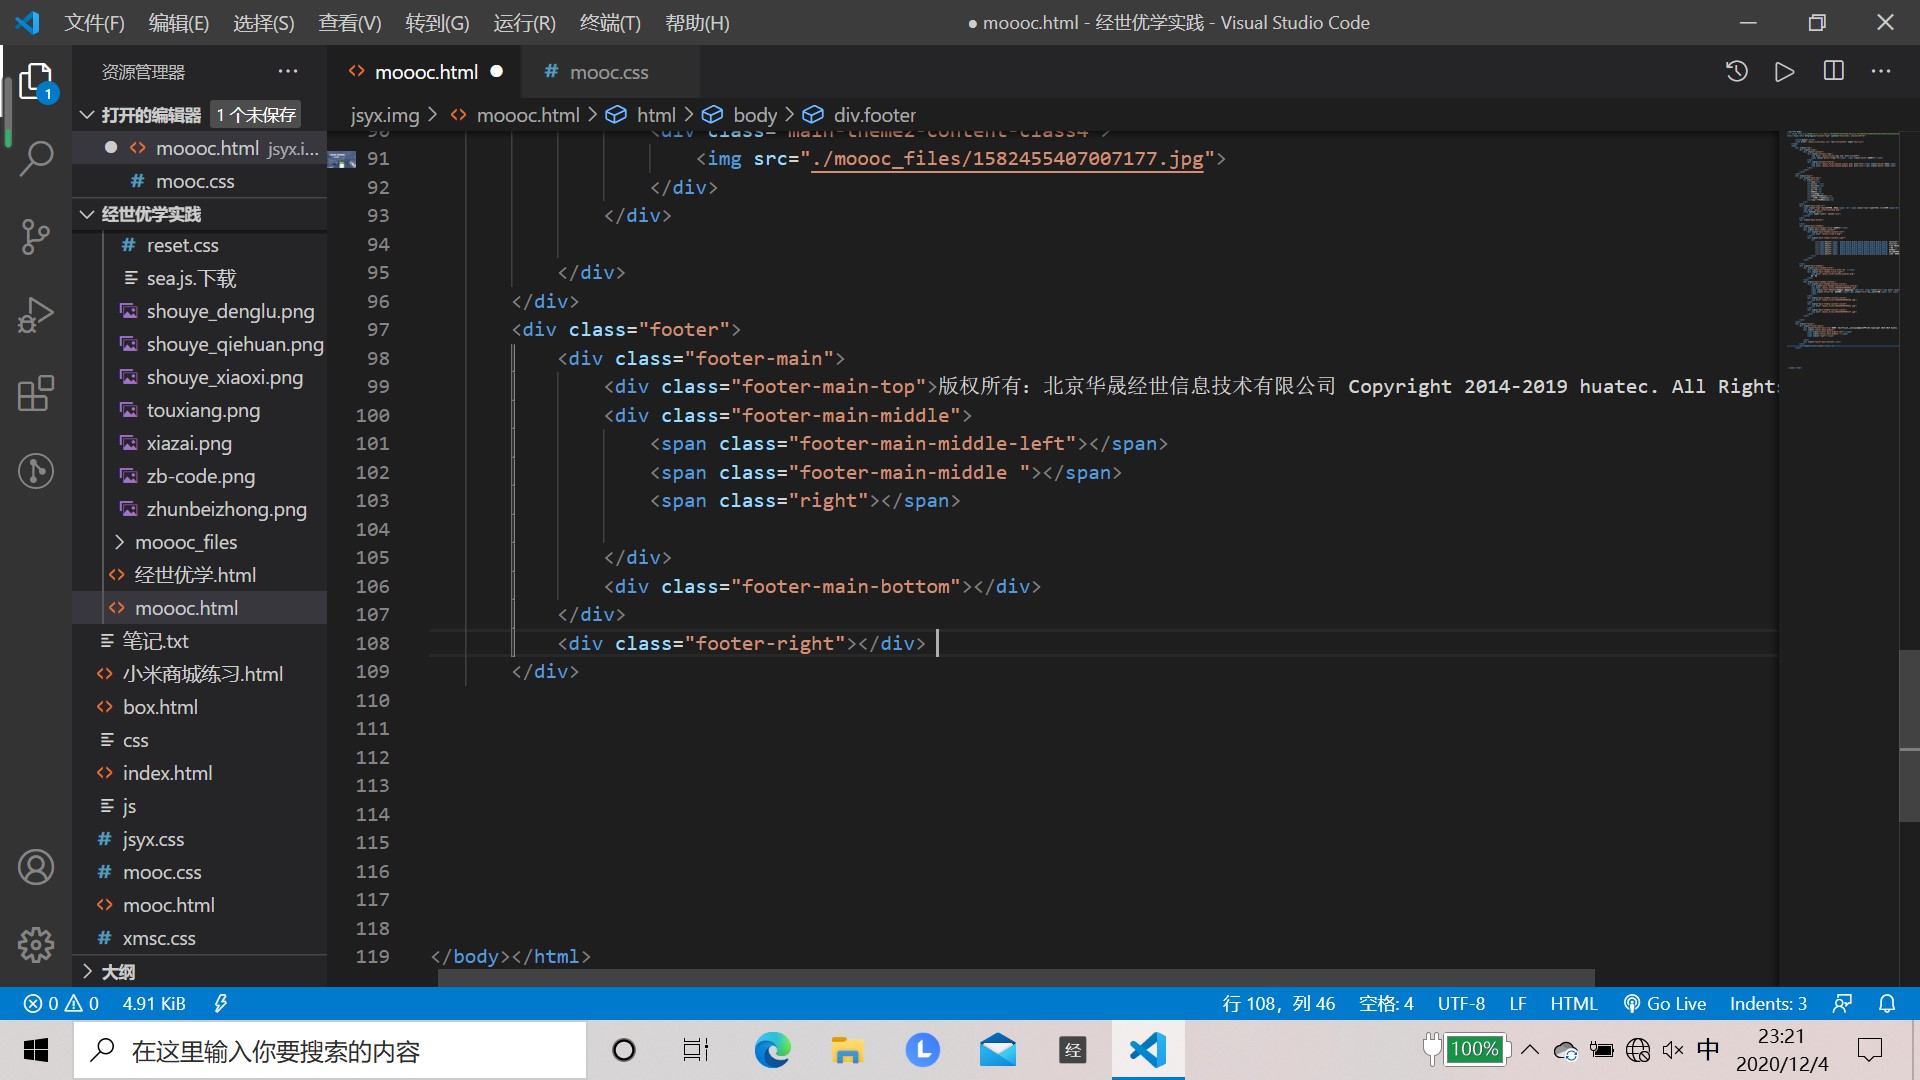 文件(F) 编辑(E) 选择(S) 查看(V) 转到(G) 运行(R) 终端(T) 帮助(H) ● moooc.html - 经世优学实践 - Visual Studio Code
资源管理器 ···
moooc.html
# mooc.css
打开的编辑器 1 个未保存
jsyx.img > moooc.html > html > body > div.footer
1
moooc.html jsyx.i...
# mooc.css
经世优学实践
# reset.css
sea.js.下载
shouye_denglu.png
shouye_qiehuan.png
shouye_xiaoxi.png
touxiang.png
xiazai.png
zb-code.png
zhunbeizhong.png
moooc_files
经世优学.html
moooc.html
笔记.txt
小米商城练习.html
box.html
css
index.html
js
# jsyx.css
# mooc.css
mooc.html
# xmsc.css
大纲
90 <div class="main-theme2-content-class4">
91 <img src="./moooc_files/1582455407007177.jpg">
92 </div>
93 </div>
94
95 </div>
96 </div>
97 <div class="footer">
98 <div class="footer-main">
99 <div class="footer-main-top">版权所有：北京华晟经世信息技术有限公司 Copyright 2014-2019 huatec. All Rights
100 <div class="footer-main-middle">
101 <span class="footer-main-middle-left"></span>
102 <span class="footer-main-middle "></span>
103 <span class="right"></span>
104
105 </div>
106 <div class="footer-main-bottom"></div>
107 </div>
108 <div class="footer-right"></div>
109 </div>
110
111
112
113
114
115
116
117
118
119 </body></html>
0 0 4.91 KiB 行 108，列 46 空格: 4 UTF-8 LF HTML Go Live Indents: 3
在这里输入你要搜索的内容
L
经
100%
中
23:21
2020/12/4